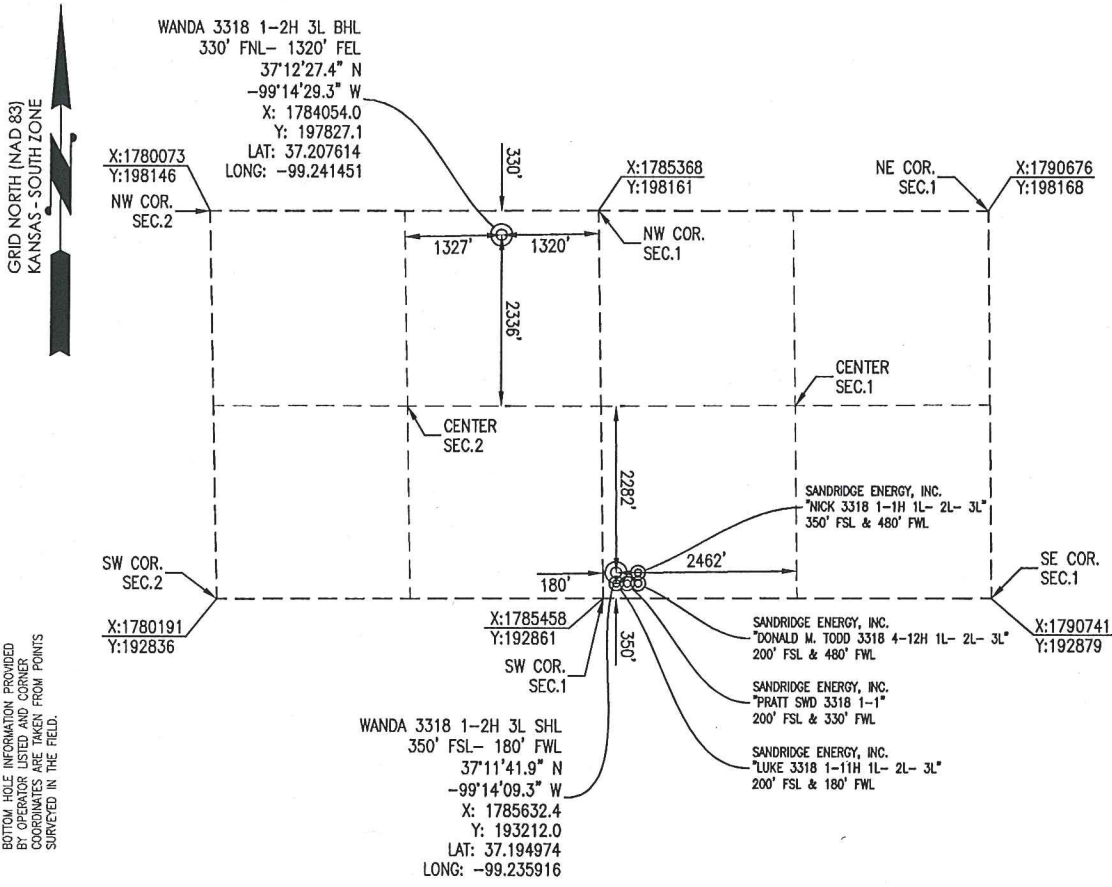 WANDA 3318 1-2H 3L BHL
330' FNL- 1320' FEL
37°12'27.4" N
-99°14'29.3" W
X: 1784054.0
Y: 197827.1
LAT: 37.207614
LONG: -99.241451
GRID NORTH (NAD 83)
KANSAS - SOUTH ZONE
X:1780073
Y:198146
NW COR.
SEC.2
330'
X:1785368
Y:198161
NW COR.
SEC.1
NE COR.
SEC.1
X:1790676
Y:198168
1327'
1320'
2336'
CENTER
SEC.1
CENTER
SEC.2
2282'
SANDRIDGE ENERGY, INC.
"NICK 3318 1-1H 1L- 2L- 3L"
350' FSL & 480' FWL
2462'
180'
SW COR.
SEC.2
X:1780191
Y:192836
SE COR.
SEC.1
X:1790741
Y:192879
X:1785458
Y:192861
SW COR.
SEC.1
350'
SANDRIDGE ENERGY, INC.
"DONALD M. TODD 3318 4-12H 1L- 2L- 3L"
200' FSL & 480' FWL
SANDRIDGE ENERGY, INC.
"PRATT SWD 3318 1-1"
200' FSL & 330' FWL
SANDRIDGE ENERGY, INC.
"LUKE 3318 1-11H 1L- 2L- 3L"
200' FSL & 180' FWL
WANDA 3318 1-2H 3L SHL
350' FSL- 180' FWL
37°11'41.9" N
-99°14'09.3" W
X: 1785632.4
Y: 193212.0
LAT: 37.194974
LONG: -99.235916
BOTTOM HOLE INFORMATION PROVIDED
BY OPERATOR LISTED AND CORNER
COORDINATES ARE TAKEN FROM POINTS
SURVEYED IN THE FIELD.